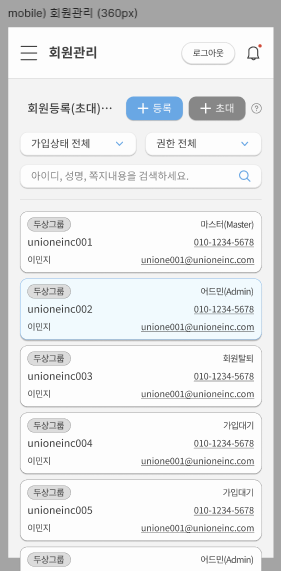 mobile) 회원관리 (360px)
회원관리
로그아웃
회원등록(초대)…
+ 등록
+ 초대
?
가입상태 전체
권한 전체
아이디, 성명, 쪽지내용을 검색하세요.
두상그룹 마스터(Master)
unioneinc001 010-1234-5678
이민지 unione001@unioneinc.com
두상그룹 어드민(Admin)
unioneinc002 010-1234-5678
이민지 unione001@unioneinc.com
두상그룹 회원탈퇴
unioneinc003 010-1234-5678
이민지 unione001@unioneinc.com
두상그룹 가입대기
unioneinc004 010-1234-5678
이민지 unione001@unioneinc.com
두상그룹 가입대기
unioneinc005 010-1234-5678
이민지 unione001@unioneinc.com
두상그룹 어드민(Admin)